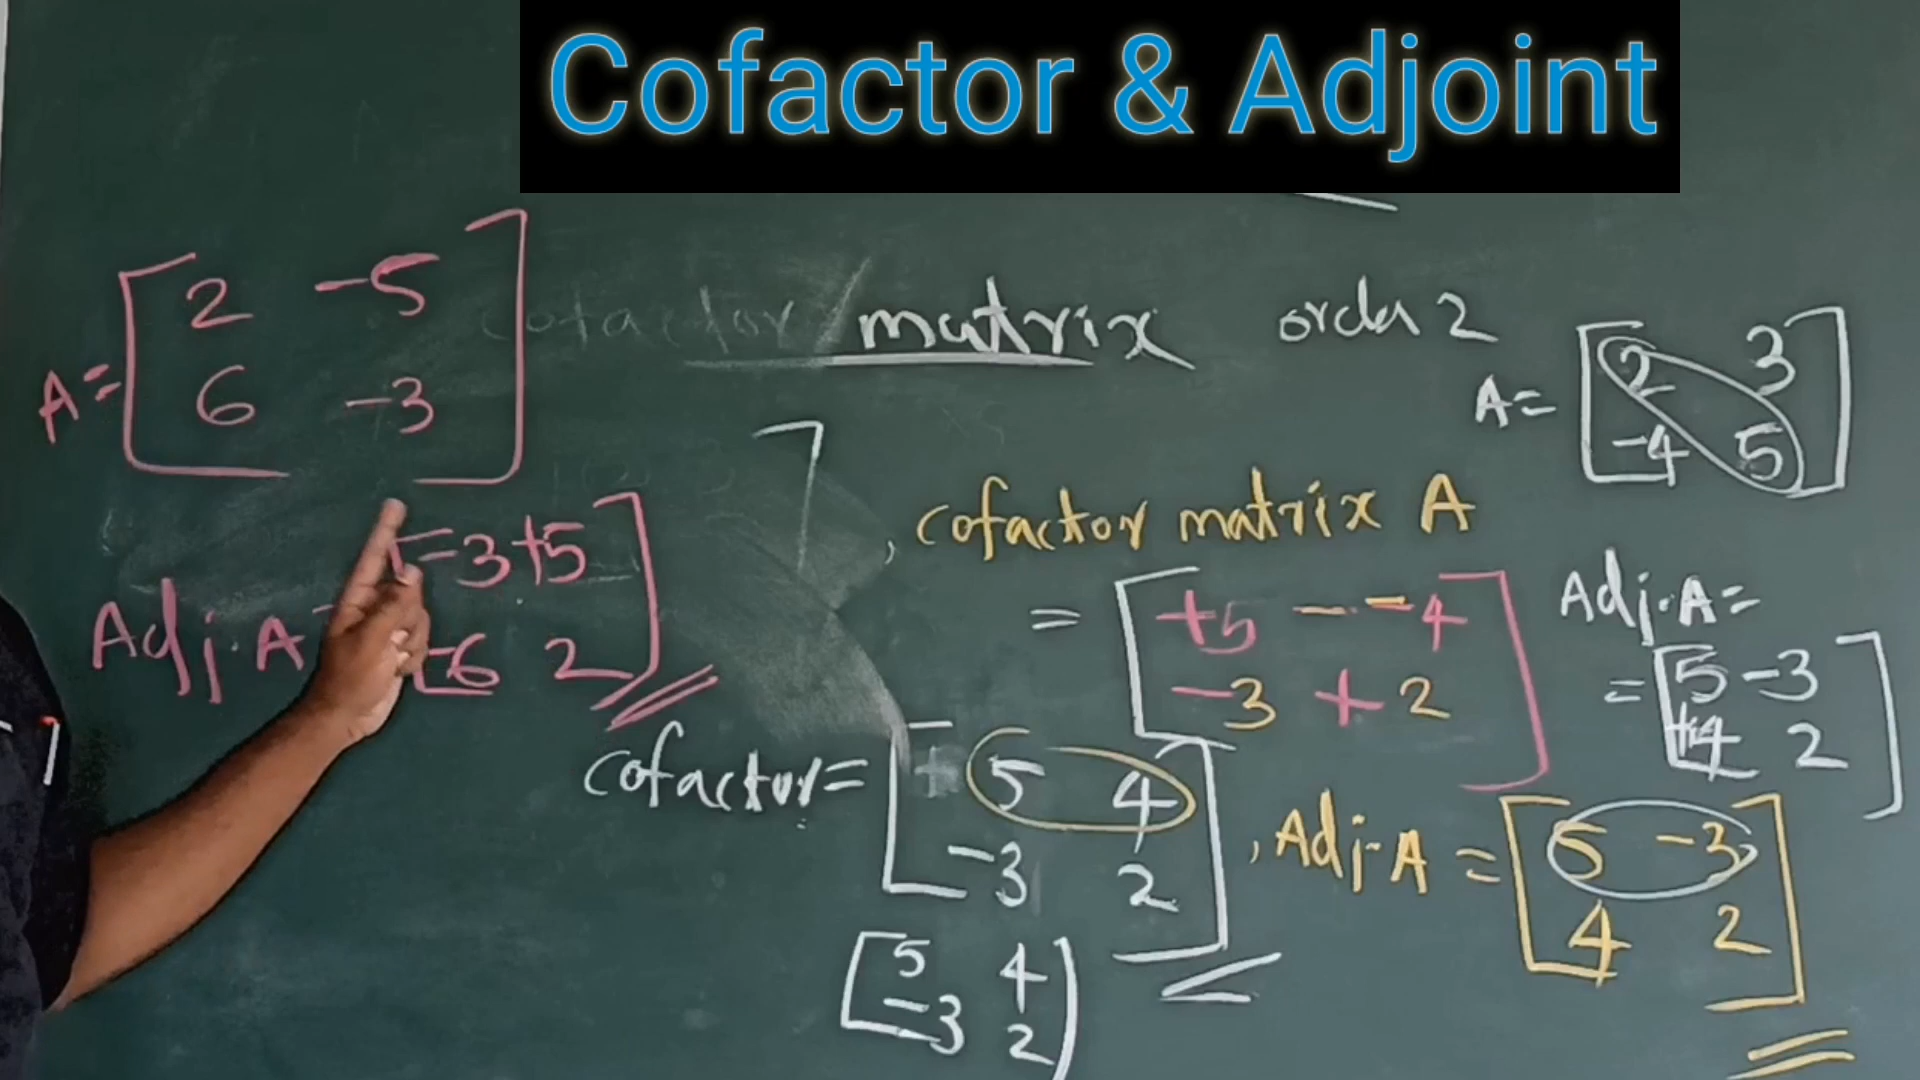 Cofactor & Adjoint
cofactor / matrix order 2
A = [2 -5
6 -3]
Adj.A = [-3 +5
-6 2]
A = [2 3
-4 5]
, cofactor matrix A
= [+5 - -4
-3 +2]
Adj.A =
= [5 -3
+4 2]
cofactor = [+ 5 4
-3 2]
, Adj.A = [5 -3
4 2]
[5 4
-3 2]